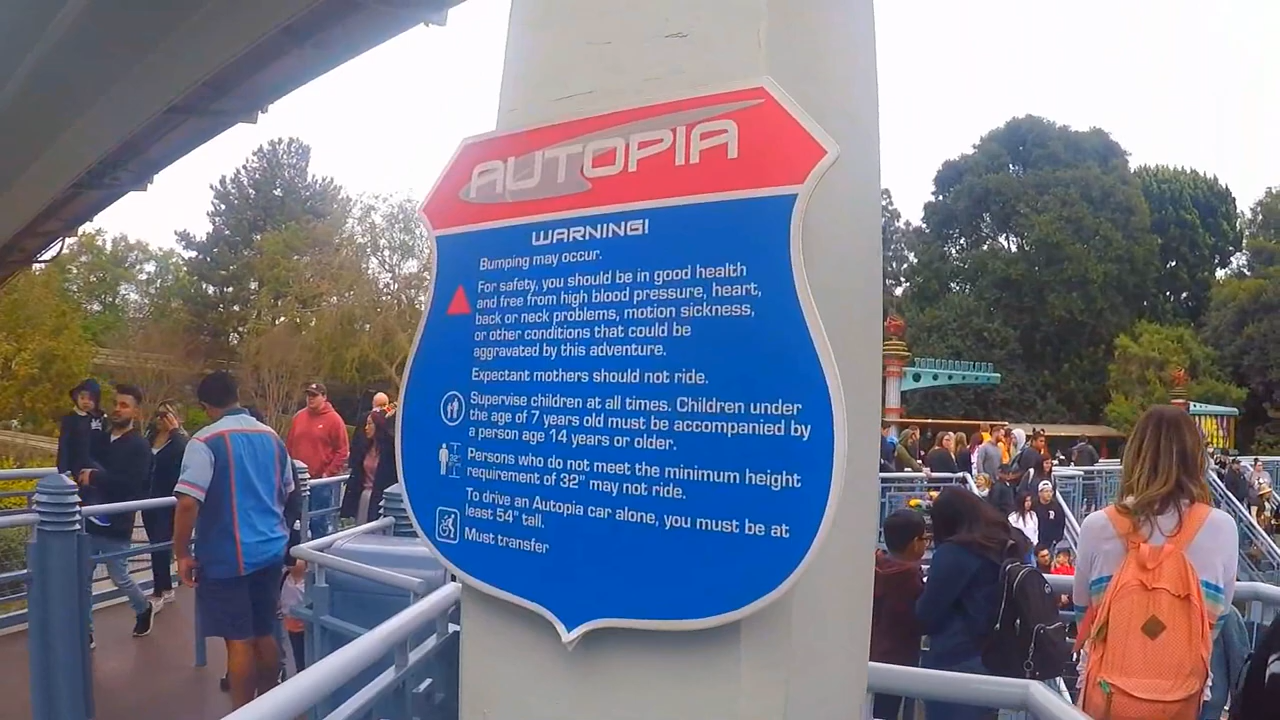 AUTOPIA
WARNING!
Bumping may occur.
For safety, you should be in good health
and free from high blood pressure, heart,
back or neck problems, motion sickness,
or other conditions that could be
aggravated by this adventure.
Expectant mothers should not ride.
Supervise children at all times. Children under
the age of 7 years old must be accompanied by
a person age 14 years or older.
32"
Persons who do not meet the minimum height
requirement of 32" may not ride.
To drive an Autopia car alone, you must be at
least 54" tall.
Must transfer